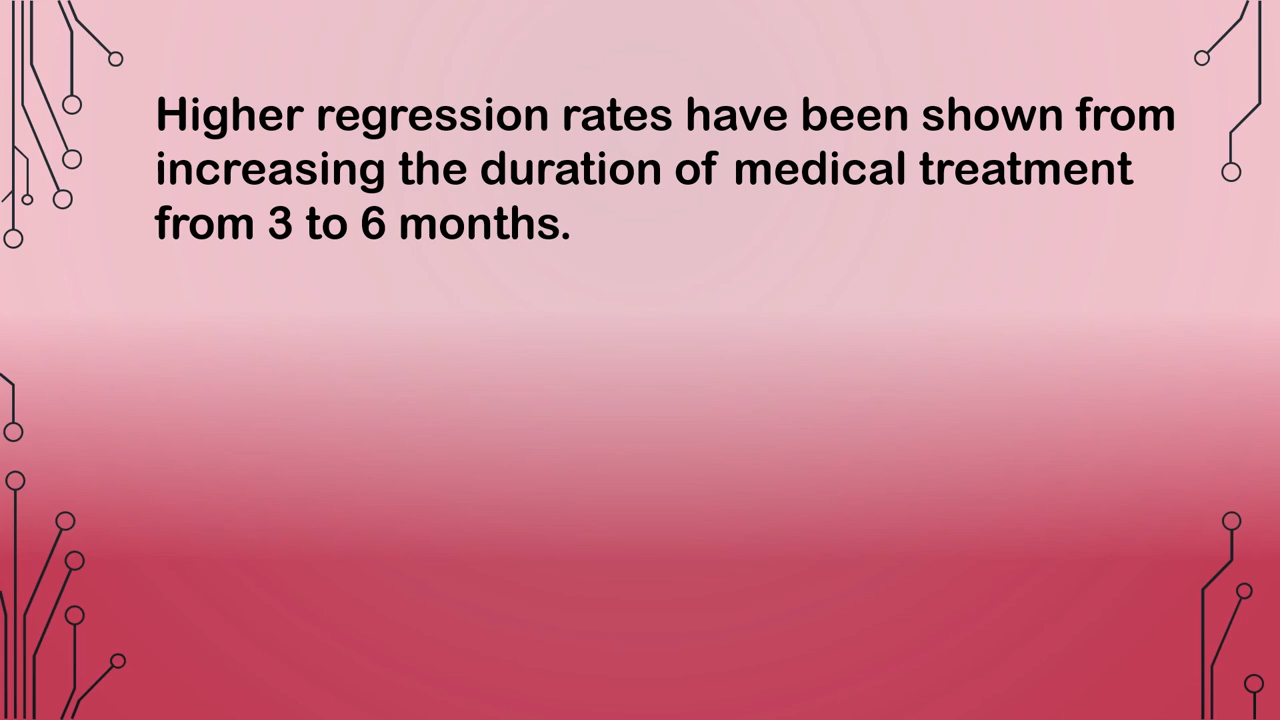 Higher regression rates have been shown from
increasing the duration of medical treatment
from 3 to 6 months.